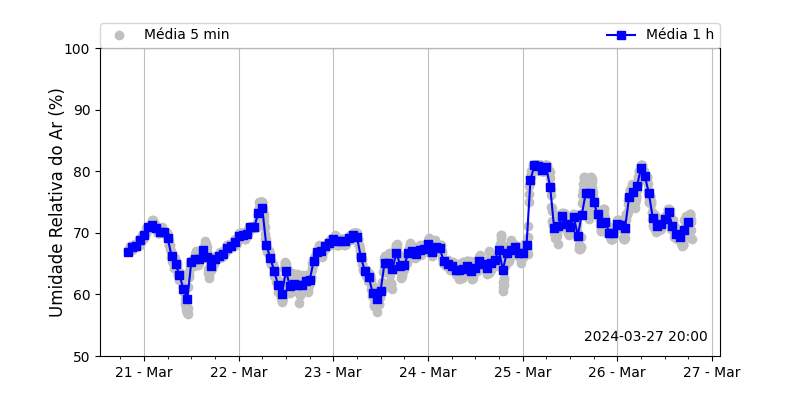 Média 5 min
Média 1 h
Umidade Relativa do Ar (%)
100
90
80
70
60
50
2024-03-27 20:00
21 - Mar
22 - Mar
23 - Mar
24 - Mar
25 - Mar
26 - Mar
27 - Mar